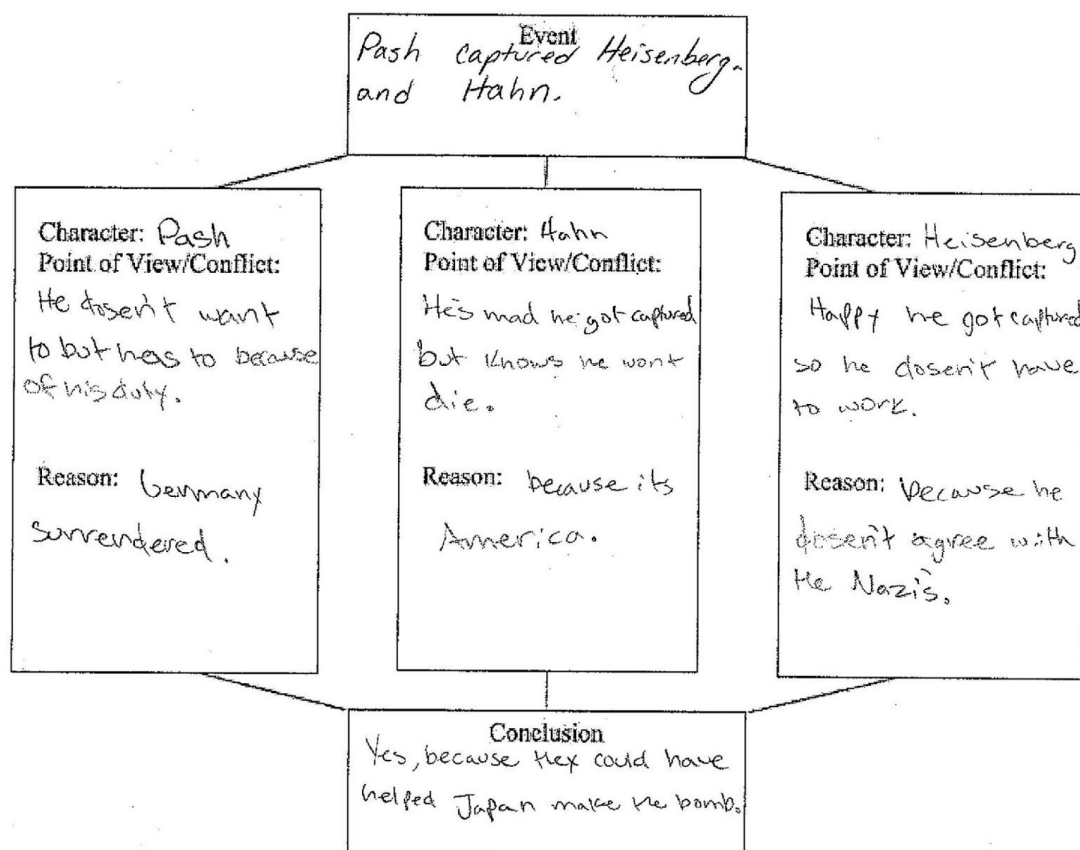 Event
Pash captured Heisenberg.
and Hahn.
Character: Pash
Point of View/Conflict:
He dosen't want
to but has to because
of his duty.
Reason: Germany
surrendered.
Character: Hahn
Point of View/Conflict:
He's mad he got captured
but knows he wont
die.
Reason: because its
America.
Character: Heisenberg
Point of View/Conflict:
Happy he got captured
so he dosen't have
to work.
Reason: because he
dosen't agree with
the Nazis.
Conclusion
Yes, because they could have
helped Japan make the bomb.